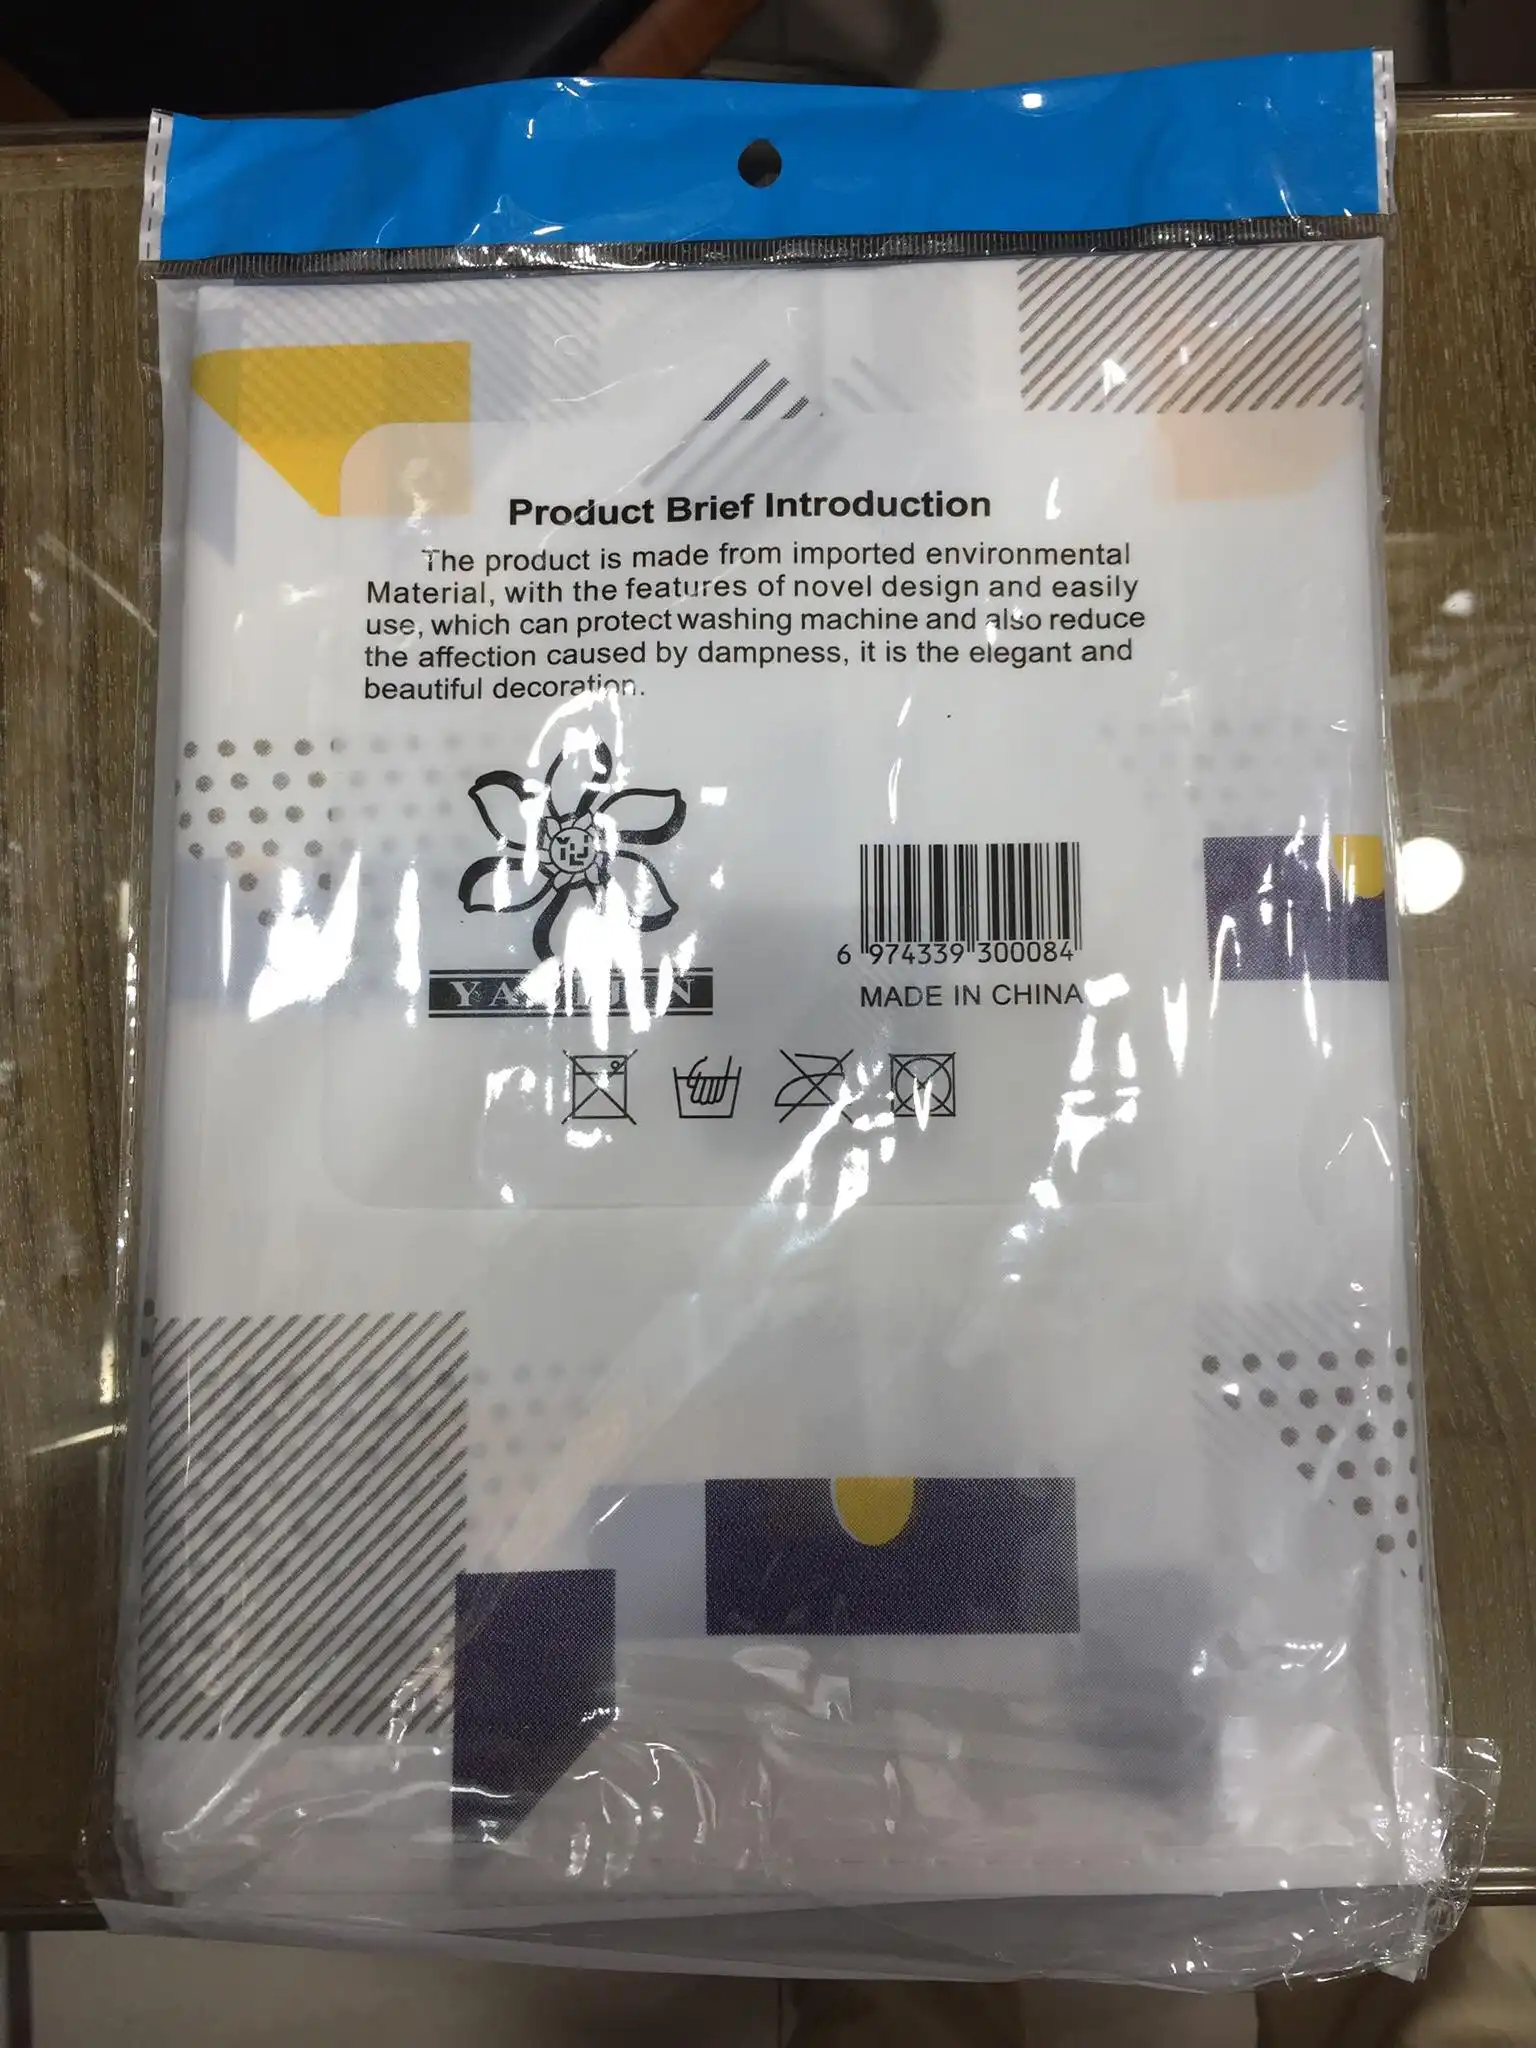 Product Brief Introduction
The product is made from imported environmental
Material, with the features of novel design and easily
use, which can protect washing machine and also reduce
the affection caused by dampness, it is the elegant and
beautiful decoration.
6 974339 300084
MADE IN CHINA